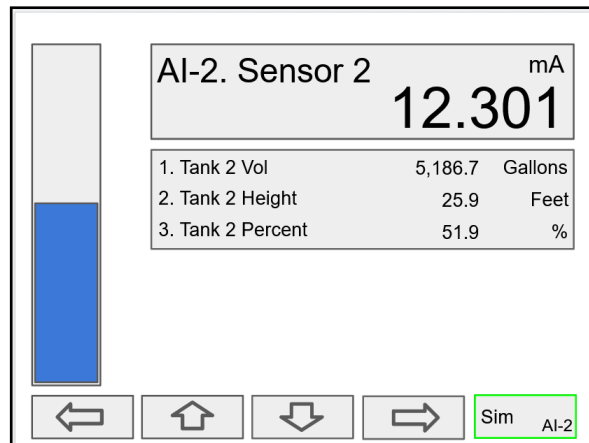 AI-2. Sensor 2 mA
12.301
1. Tank 2 Vol 5,186.7 Gallons
2. Tank 2 Height 25.9 Feet
3. Tank 2 Percent 51.9 %
Sim AI-2